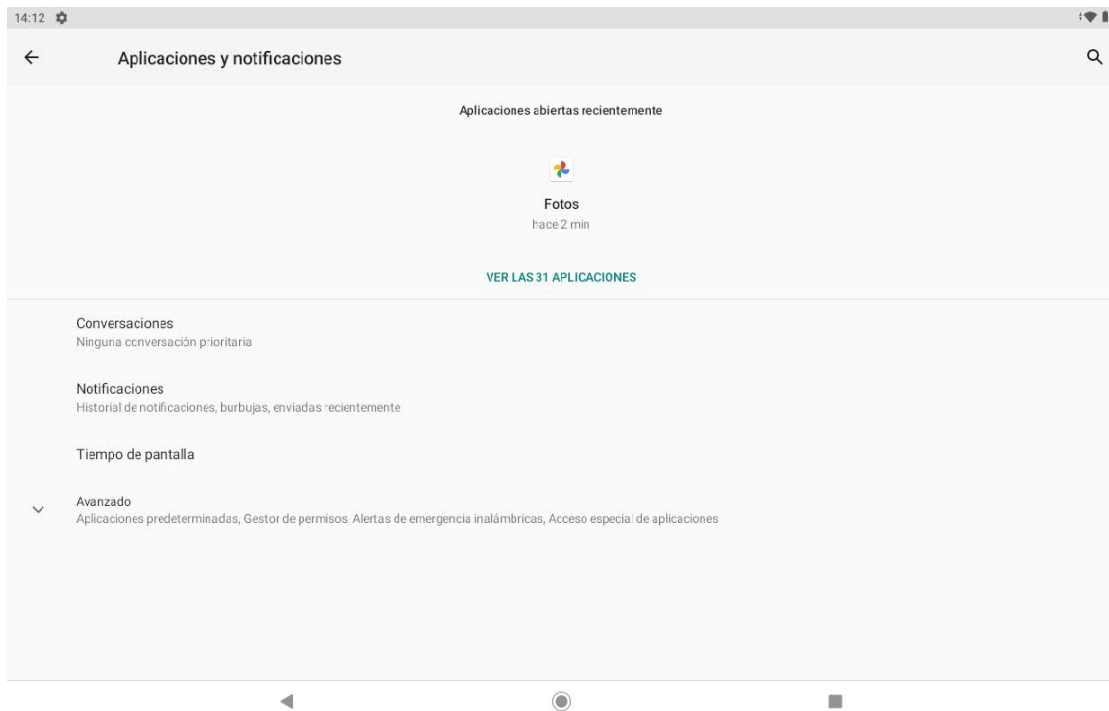 14:12
Aplicaciones y notificaciones
Aplicaciones abiertas recientemente
Fotos
hace 2 min
VER LAS 31 APLICACIONES
Conversaciones
Ninguna conversación prioritaria
Notificaciones
Historial de notificaciones, burbujas, enviadas recientemente
Tiempo de pantalla
Avanzado
Aplicaciones predeterminadas, Gestor de permisos, Alertas de emergencia inalámbricas, Acceso especial de aplicaciones